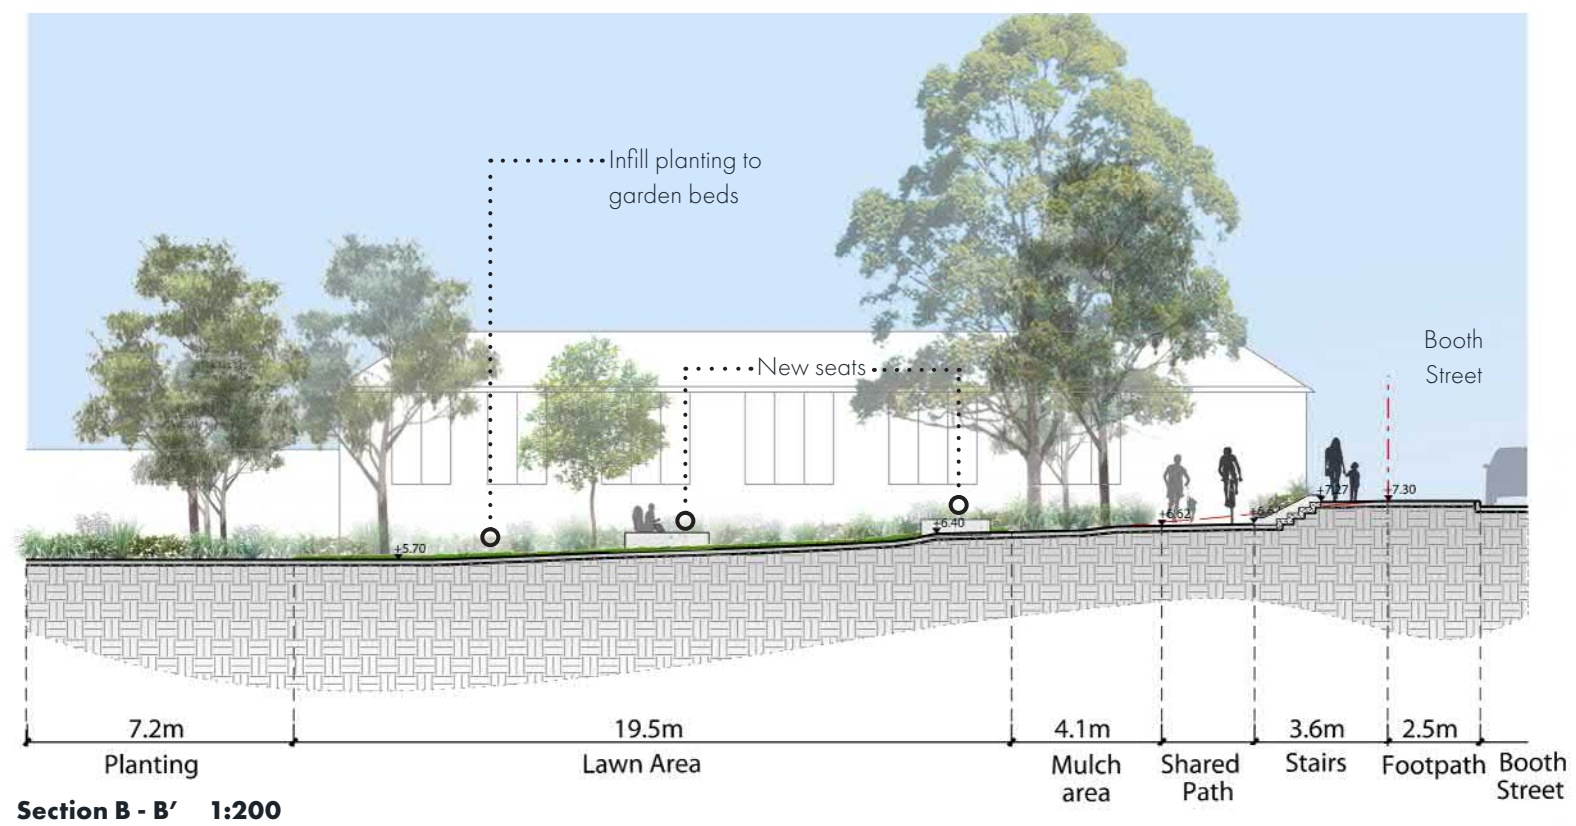 Infill planting to
garden beds
New seats
Booth
Street
+7.27
+7.30
+6.62
+6.40
+5.70
7.2m
19.5m
4.1m
3.6m
2.5m
Planting
Lawn Area
Mulch
area
Shared
Path
Stairs
Footpath
Booth
Street
Section B - B’ 1:200